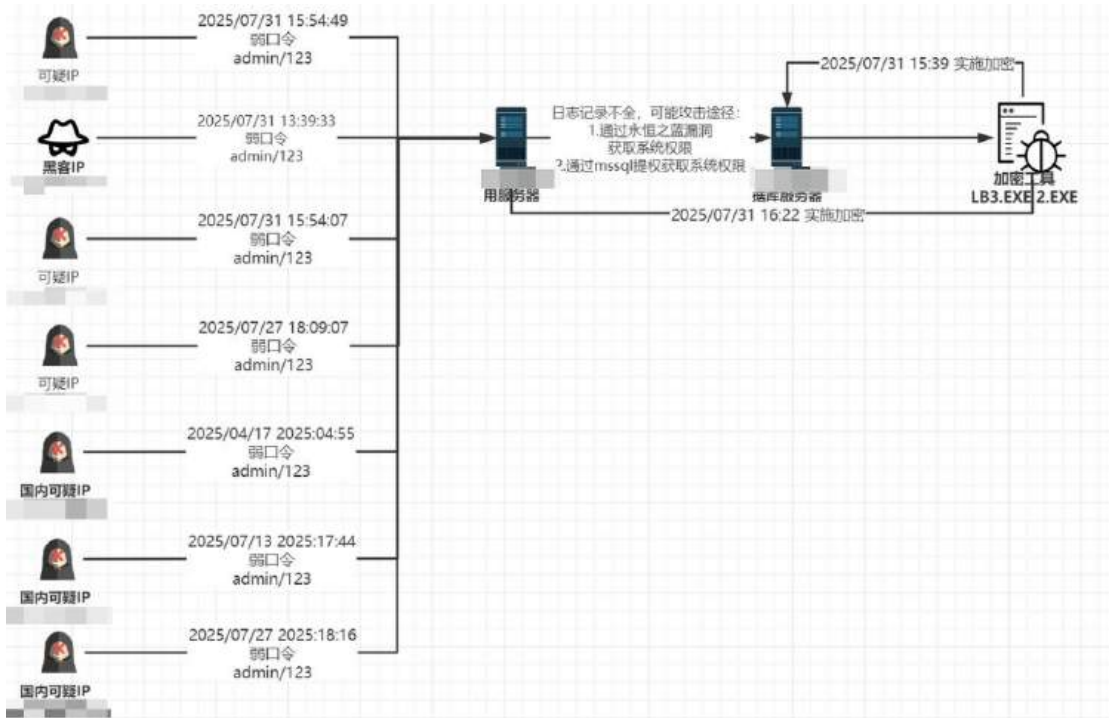 2025/07/31 15:54:49
弱口令
admin/123
可疑IP
2025/07/31 13:39:33
弱口令
admin/123
黑客IP
2025/07/31 15:54:07
弱口令
admin/123
可疑IP
2025/07/27 18:09:07
弱口令
admin/123
可疑IP
2025/04/17 2025:04:55
弱口令
admin/123
国内可疑IP
2025/07/13 2025:17:44
弱口令
admin/123
国内可疑IP
2025/07/27 2025:18:16
弱口令
admin/123
国内可疑IP
用服务器
日志记录不全，可能攻击途径：
1.通过永恒之蓝漏洞
获取系统权限
2.通过mssql提权获取系统权限
据库服务器
2025/07/31 15:39 实施加密
加密工具
LB3.EXE 2.EXE
2025/07/31 16:22 实施加密